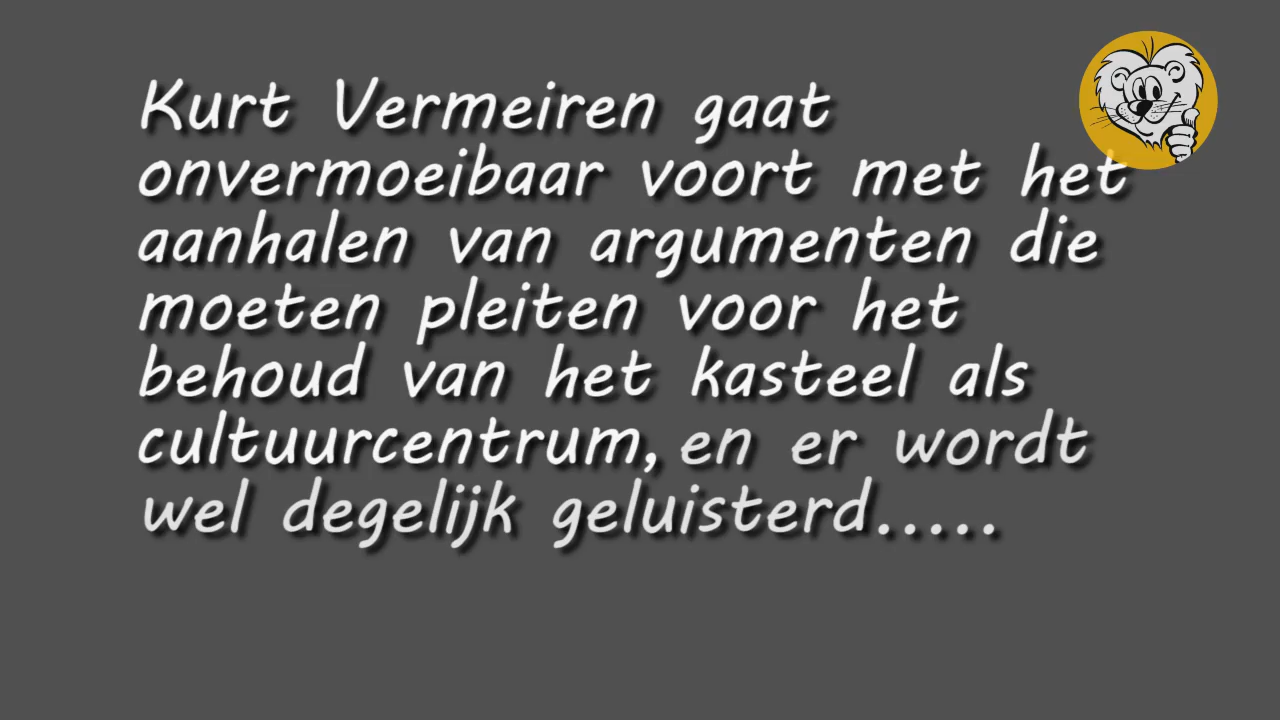 Kurt Vermeiren gaat
onvermoeibaar voort met het
aanhalen van argumenten die
moeten pleiten voor het
behoud van het kasteel als
cultuurcentrum, en er wordt
wel degelijk geluisterd.....